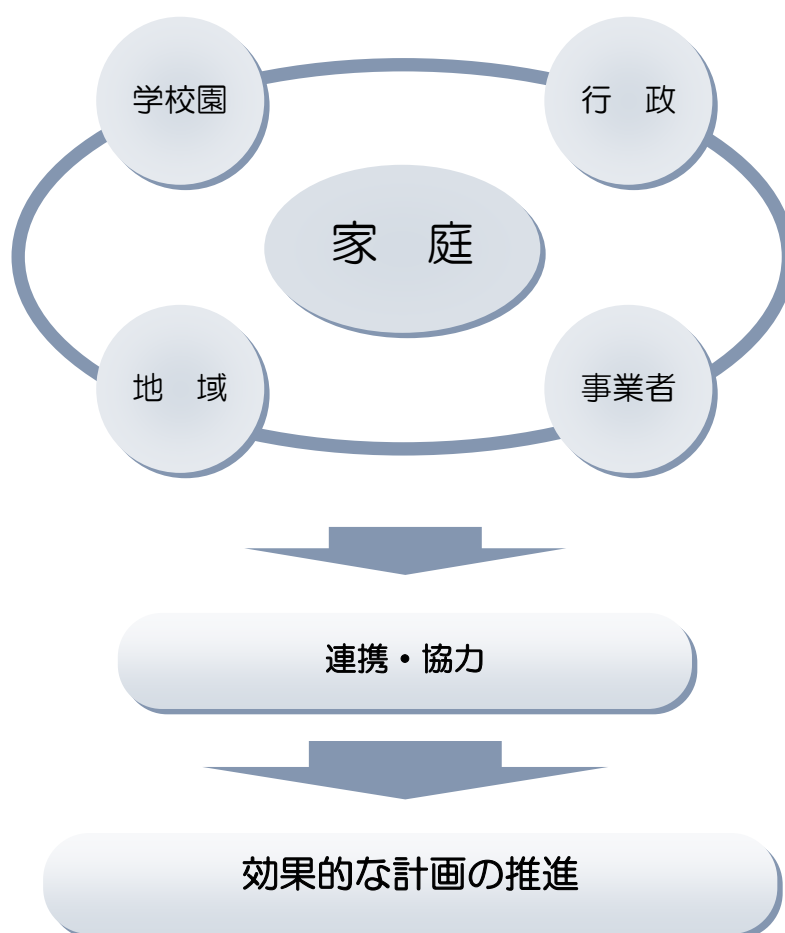 学校園
行　政
家　庭
地　域
事業者
連携・協力
効果的な計画の推進